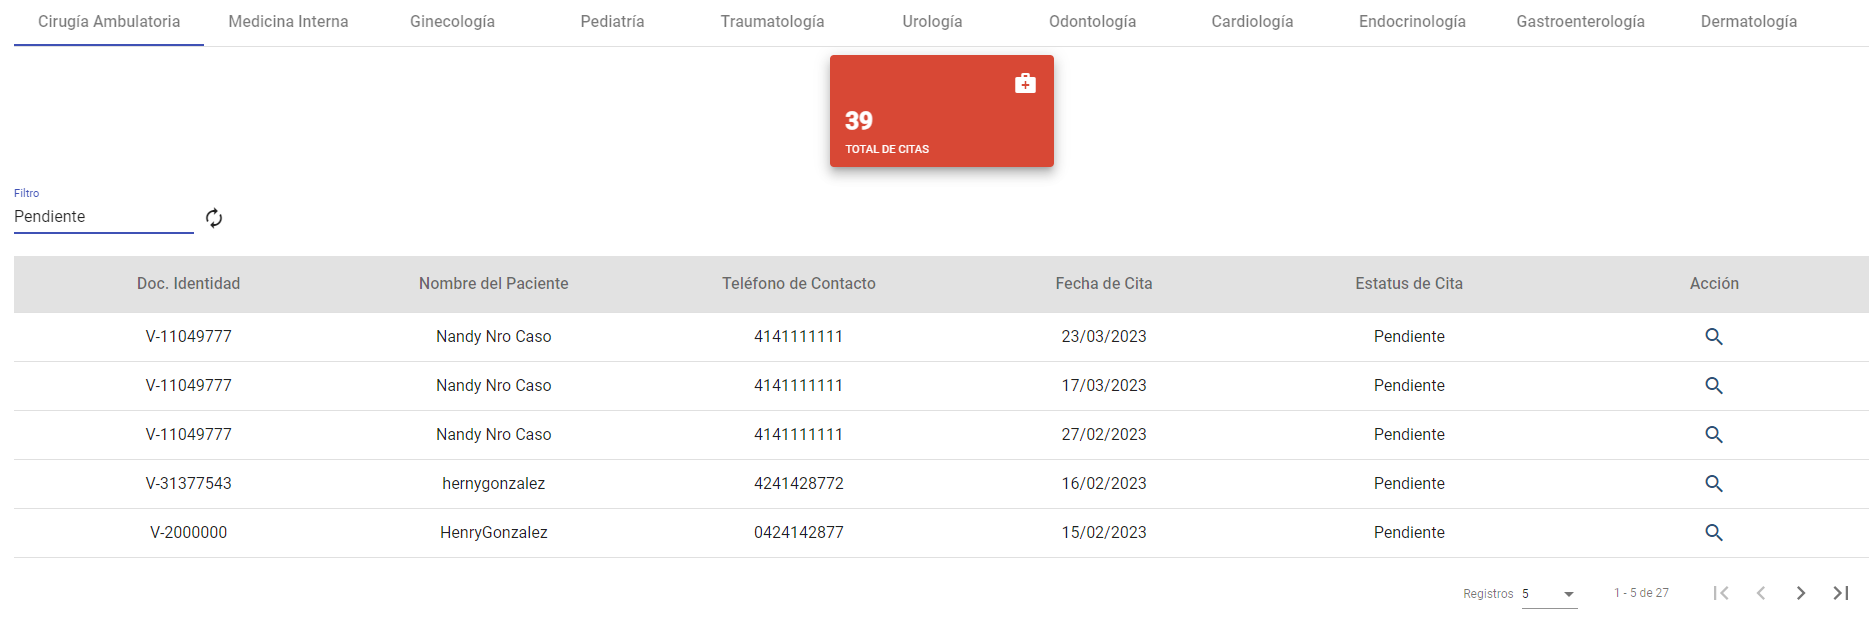 Cirugía Ambulatoria Medicina Interna Ginecología Pediatría Traumatología Urología Odontología Cardiología Endocrinología Gastroenterología Dermatología
39
TOTAL DE CITAS
Filtro
Pendiente
Doc. Identidad Nombre del Paciente Teléfono de Contacto Fecha de Cita Estatus de Cita Acción
V-11049777 Nandy Nro Caso 4141111111 23/03/2023 Pendiente
V-11049777 Nandy Nro Caso 4141111111 17/03/2023 Pendiente
V-11049777 Nandy Nro Caso 4141111111 27/02/2023 Pendiente
V-31377543 hernygonzalez 4241428772 16/02/2023 Pendiente
V-2000000 HenryGonzalez 0424142877 15/02/2023 Pendiente
Registros 5 1 - 5 de 27